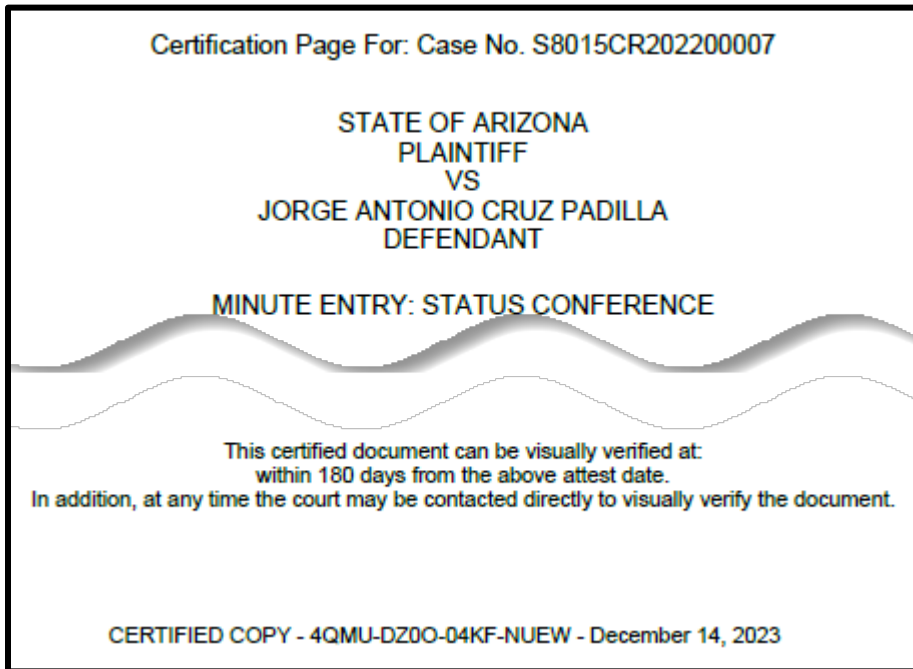 Certification Page For: Case No. S8015CR202200007
STATE OF ARIZONA
PLAINTIFF
VS
JORGE ANTONIO CRUZ PADILLA
DEFENDANT
MINUTE ENTRY: STATUS CONFERENCE
This certified document can be visually verified at:
within 180 days from the above attest date.
In addition, at any time the court may be contacted directly to visually verify the document.
CERTIFIED COPY - 4QMU-DZ0O-04KF-NUEW - December 14, 2023